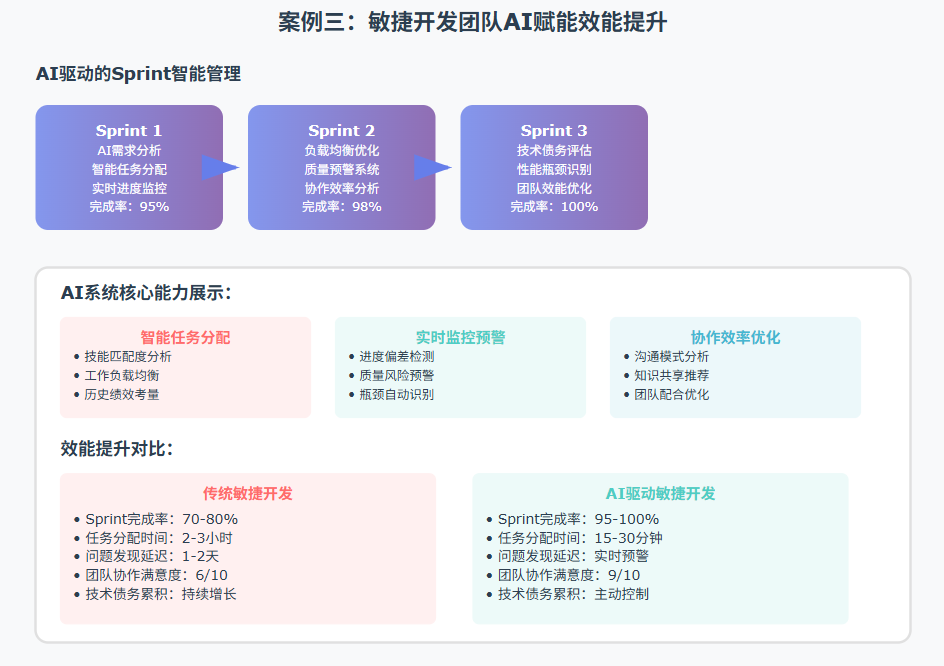 案例三：敏捷开发团队AI赋能效能提升
AI驱动的Sprint智能管理
Sprint 1
AI需求分析
智能任务分配
实时进度监控
完成率：95%
Sprint 2
负载均衡优化
质量预警系统
协作效率分析
完成率：98%
Sprint 3
技术债务评估
性能瓶颈识别
团队效能优化
完成率：100%
AI系统核心能力展示：
智能任务分配
• 技能匹配度分析
• 工作负载均衡
• 历史绩效考量
实时监控预警
• 进度偏差检测
• 质量风险预警
• 瓶颈自动识别
协作效率优化
• 沟通模式分析
• 知识共享推荐
• 团队配合优化
效能提升对比：
传统敏捷开发
• Sprint完成率：70-80%
• 任务分配时间：2-3小时
• 问题发现延迟：1-2天
• 团队协作满意度：6/10
• 技术债务累积：持续增长
AI驱动敏捷开发
• Sprint完成率：95-100%
• 任务分配时间：15-30分钟
• 问题发现延迟：实时预警
• 团队协作满意度：9/10
• 技术债务累积：主动控制